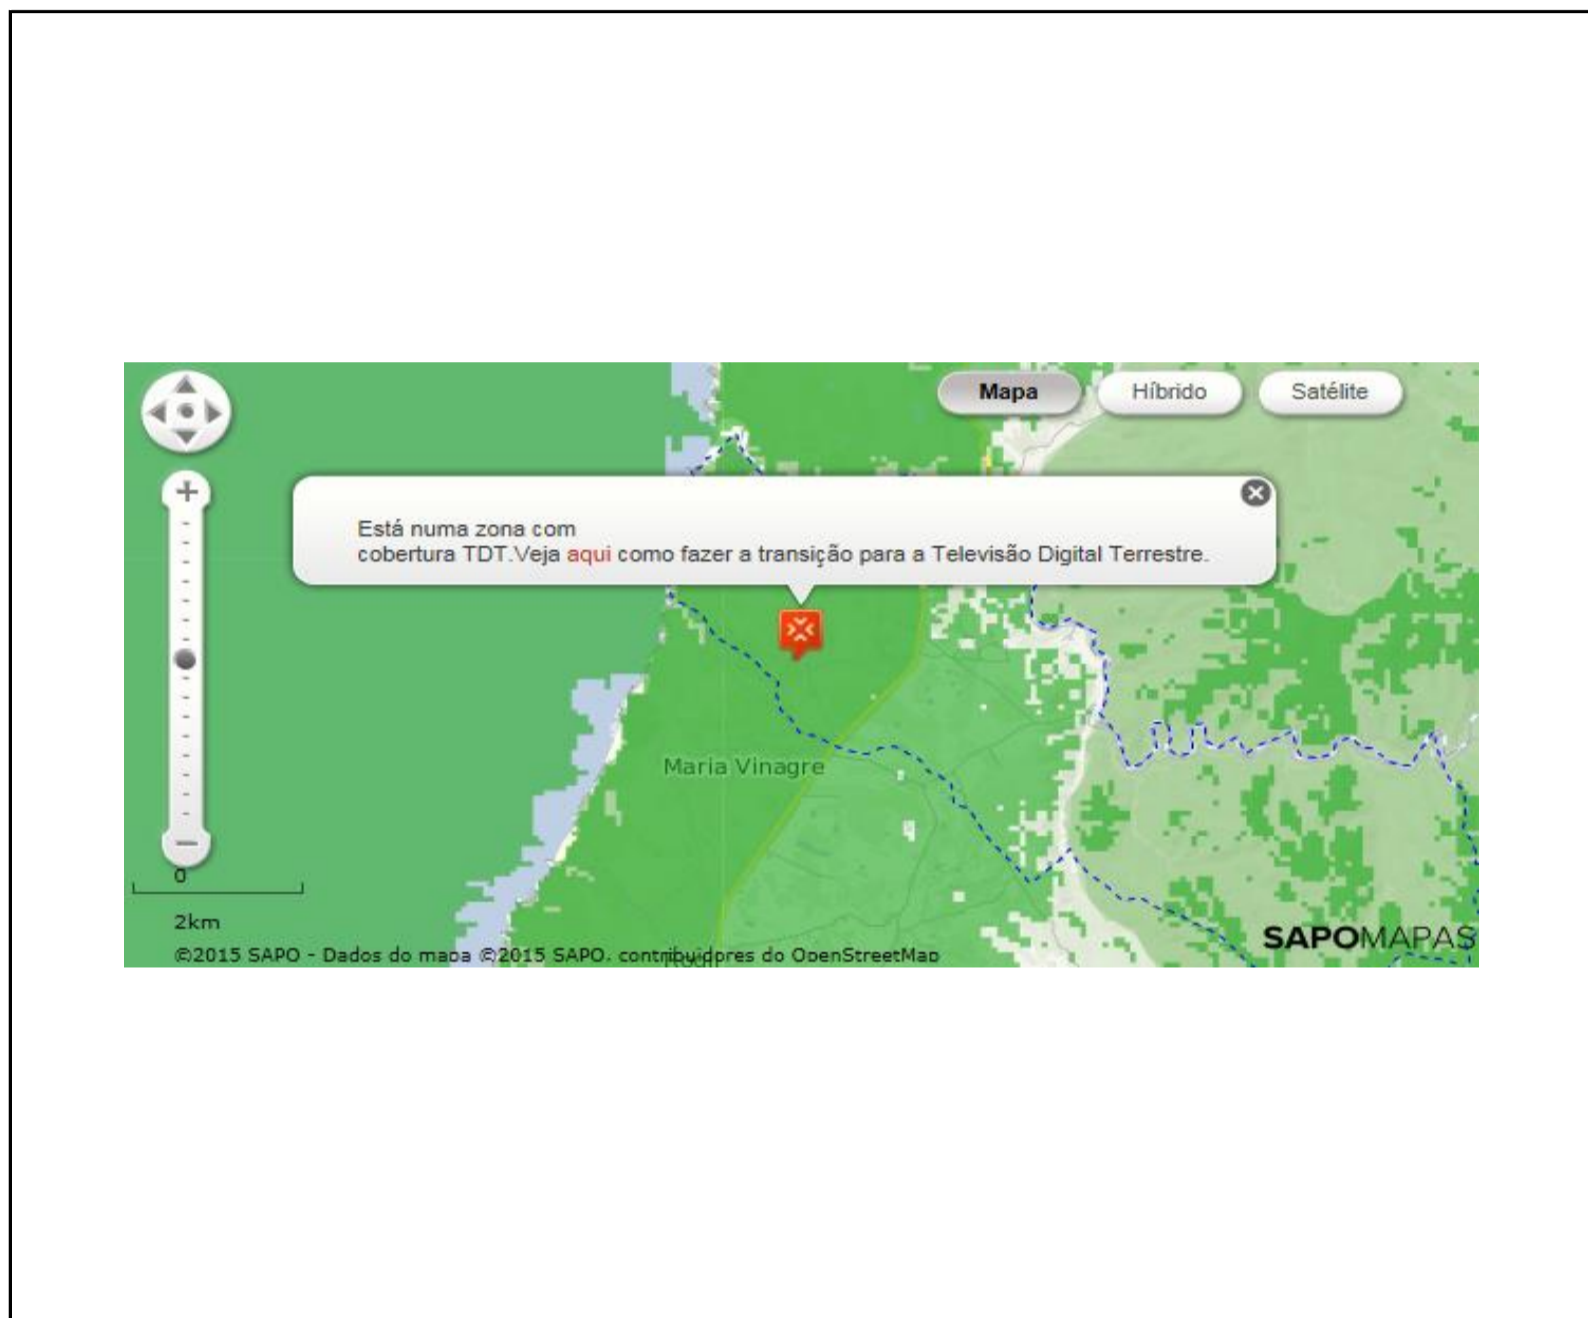 Mapa
Híbrido
Satélite
Está numa zona com
cobertura TDT.Veja aqui como fazer a transição para a Televisão Digital Terrestre.
Maria Vinagre
0
2km
SAPOMAPAS
©2015 SAPO - Dados do mapa ©2015 SAPO, contribuidores do OpenStreetMap